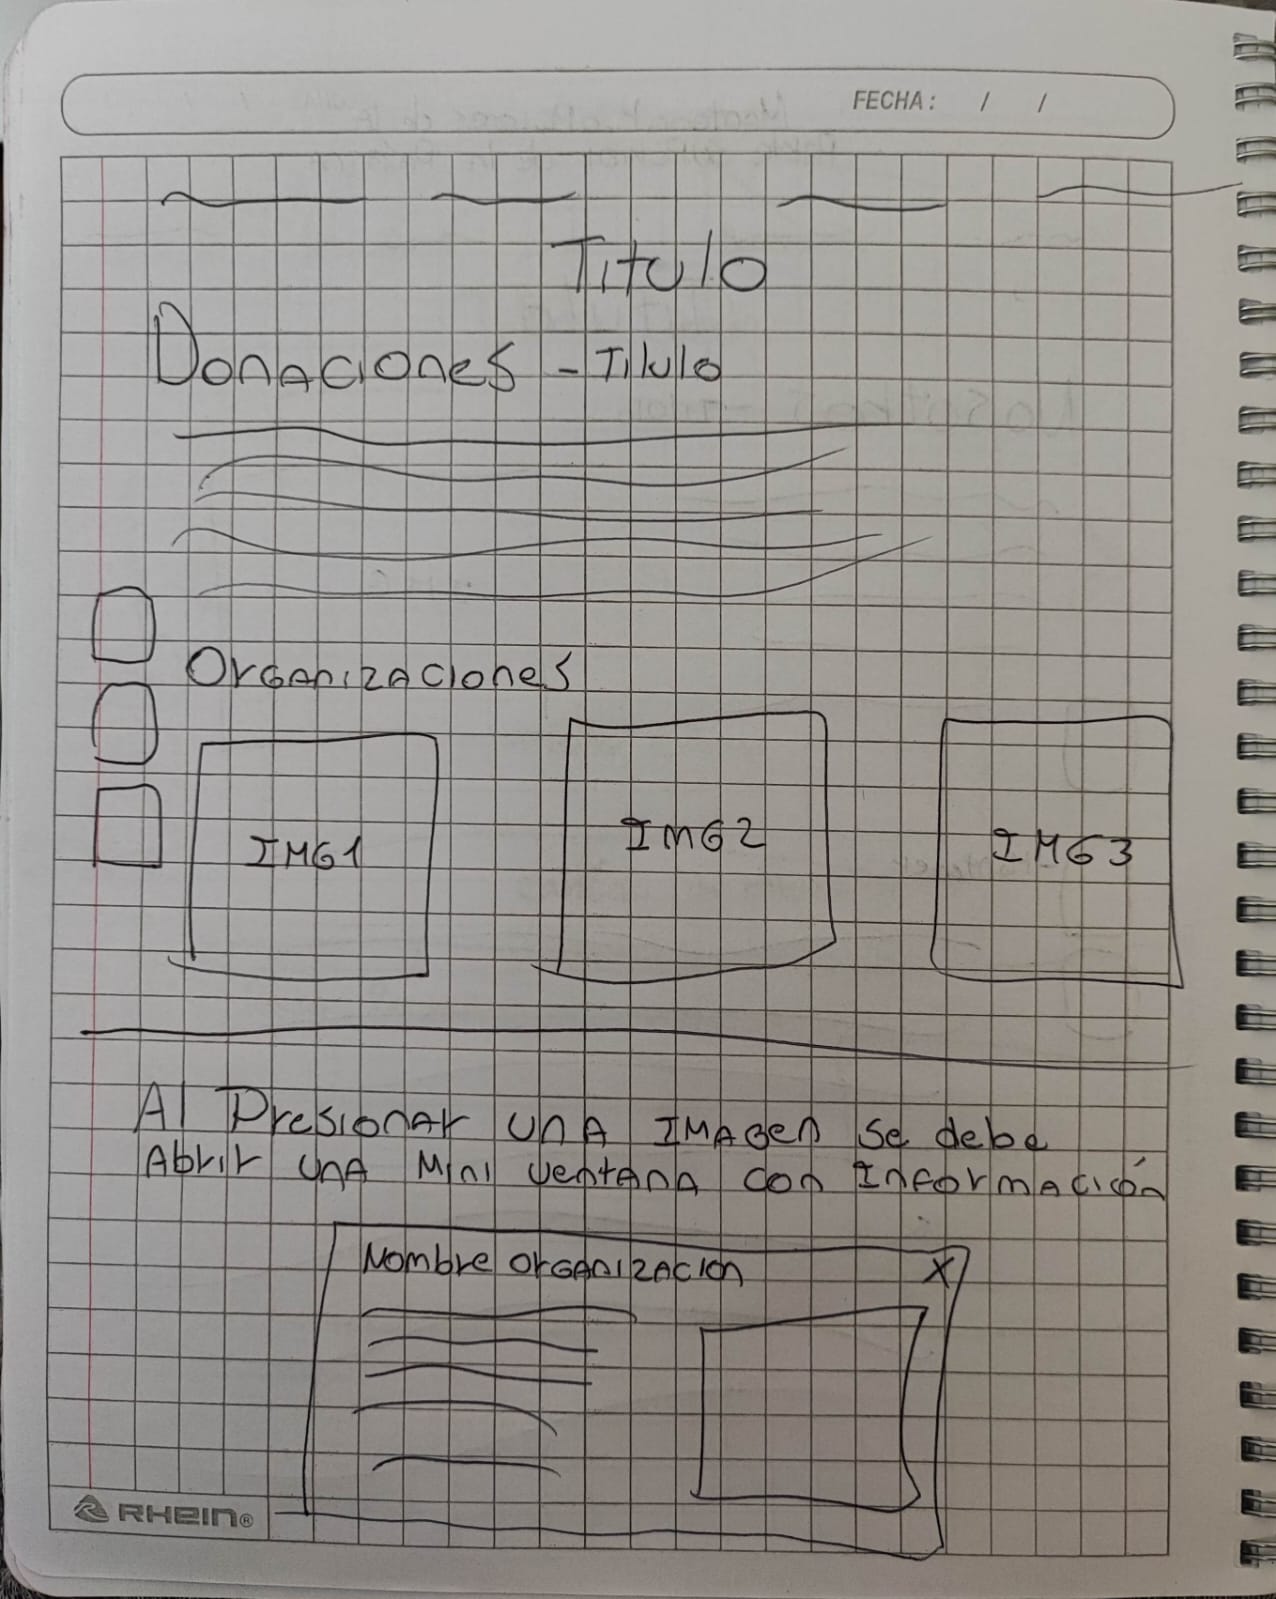 FECHA: / /
Titulo
Donaciones - Titulo
Organizaciones
IMG1 IMG2 IMG3
Al Presionar una Imagen se debe
Abrir una Mini ventana con Información
Nombre organizacion X
RHEIN®